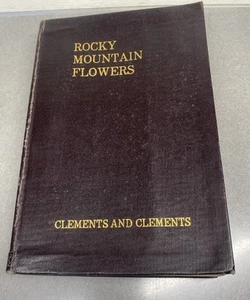 ROCKY
MOUNTAIN
FLOWERS
CLEMENTS AND CLEMENTS